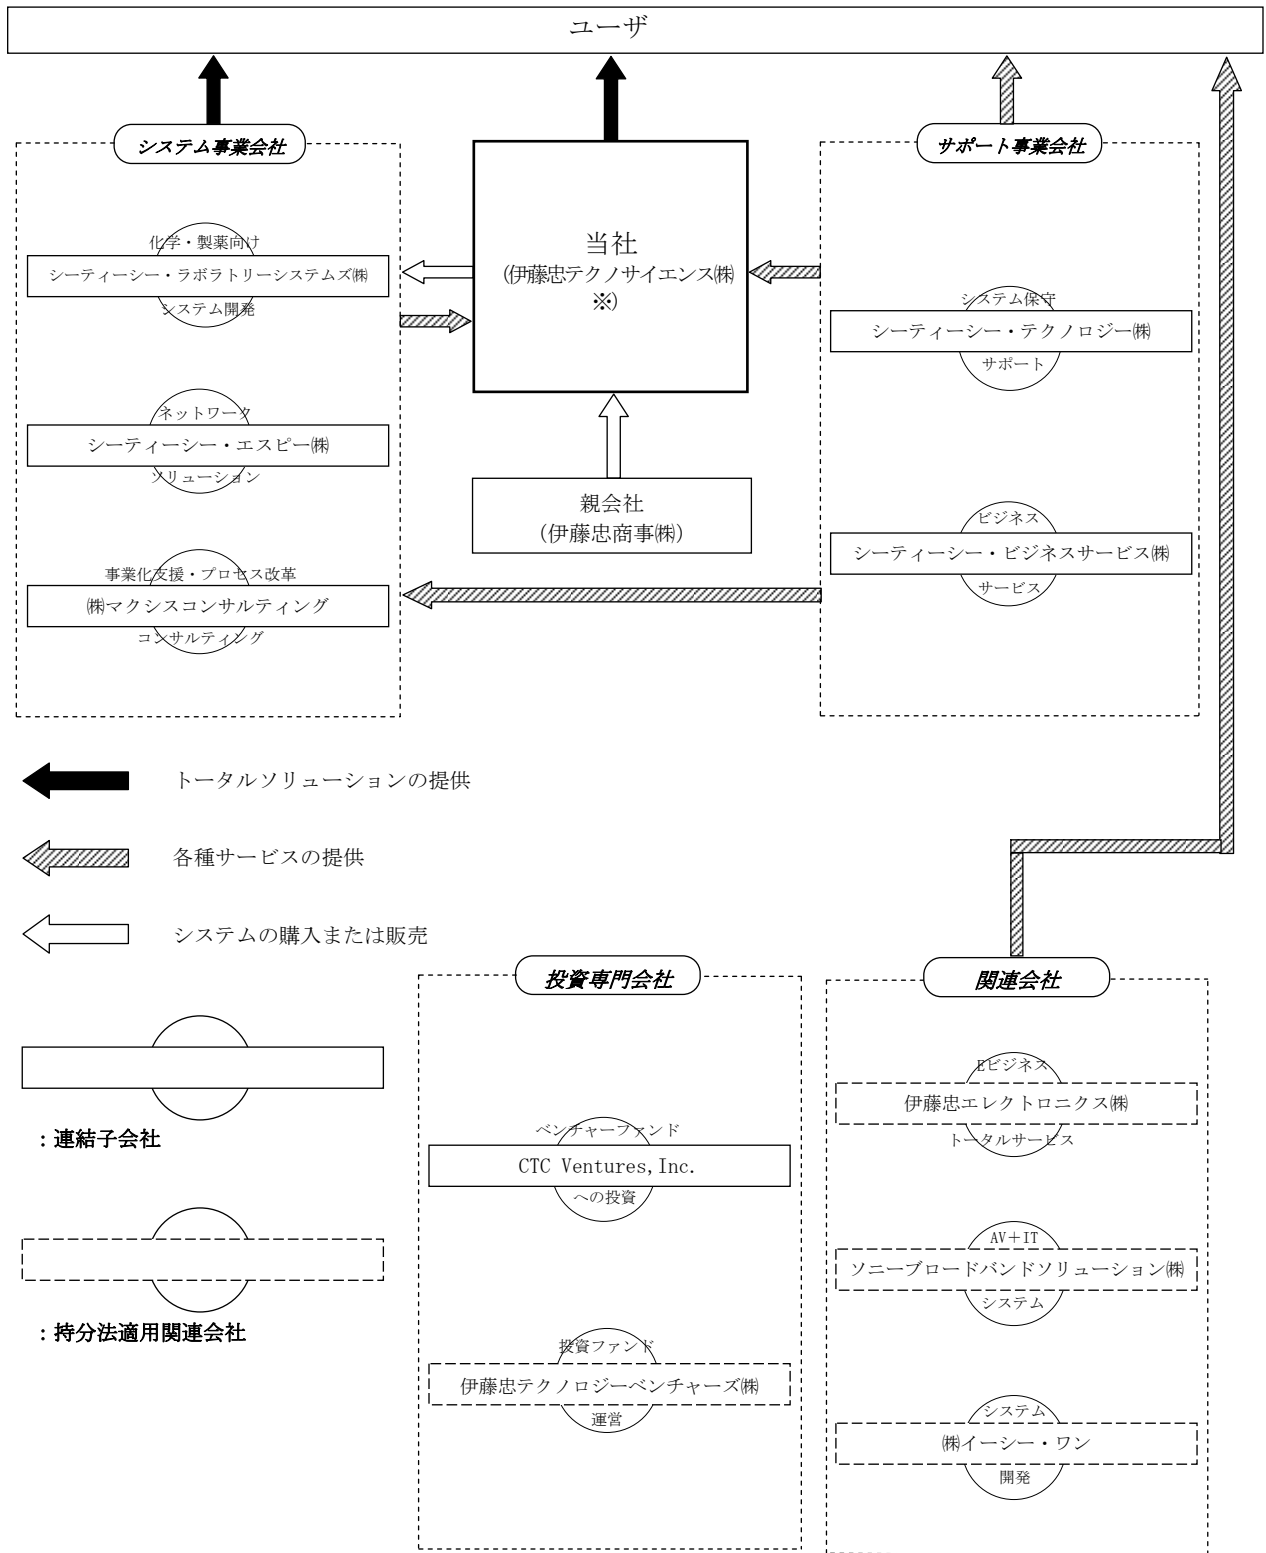 ユーザ
システム事業会社
化学・製薬向け
シーティーシー・ラボラトリーシステムズ㈱
システム開発
ネットワーク
シーティーシー・エスピー㈱
ソリューション
事業化支援・プロセス改革
㈱マクシスコンサルティング
コンサルティング
当社
(伊藤忠テクノサイエンス㈱
※)
親会社
(伊藤忠商事㈱)
サポート事業会社
システム保守
シーティーシー・テクノロジー㈱
サポート
ビジネス
シーティーシー・ビジネスサービス㈱
サービス
トータルソリューションの提供
各種サービスの提供
システムの購入または販売
：連結子会社
：持分法適用関連会社
投資専門会社
ベンチャーファンド
CTC Ventures,Inc.
への投資
投資ファンド
伊藤忠テクノロジーベンチャーズ㈱
運営
関連会社
Eビジネス
伊藤忠エレクトロニクス㈱
トータルサービス
AV＋IT
ソニーブロードバンドソリューション㈱
システム
システム
㈱イーシー・ワン
開発